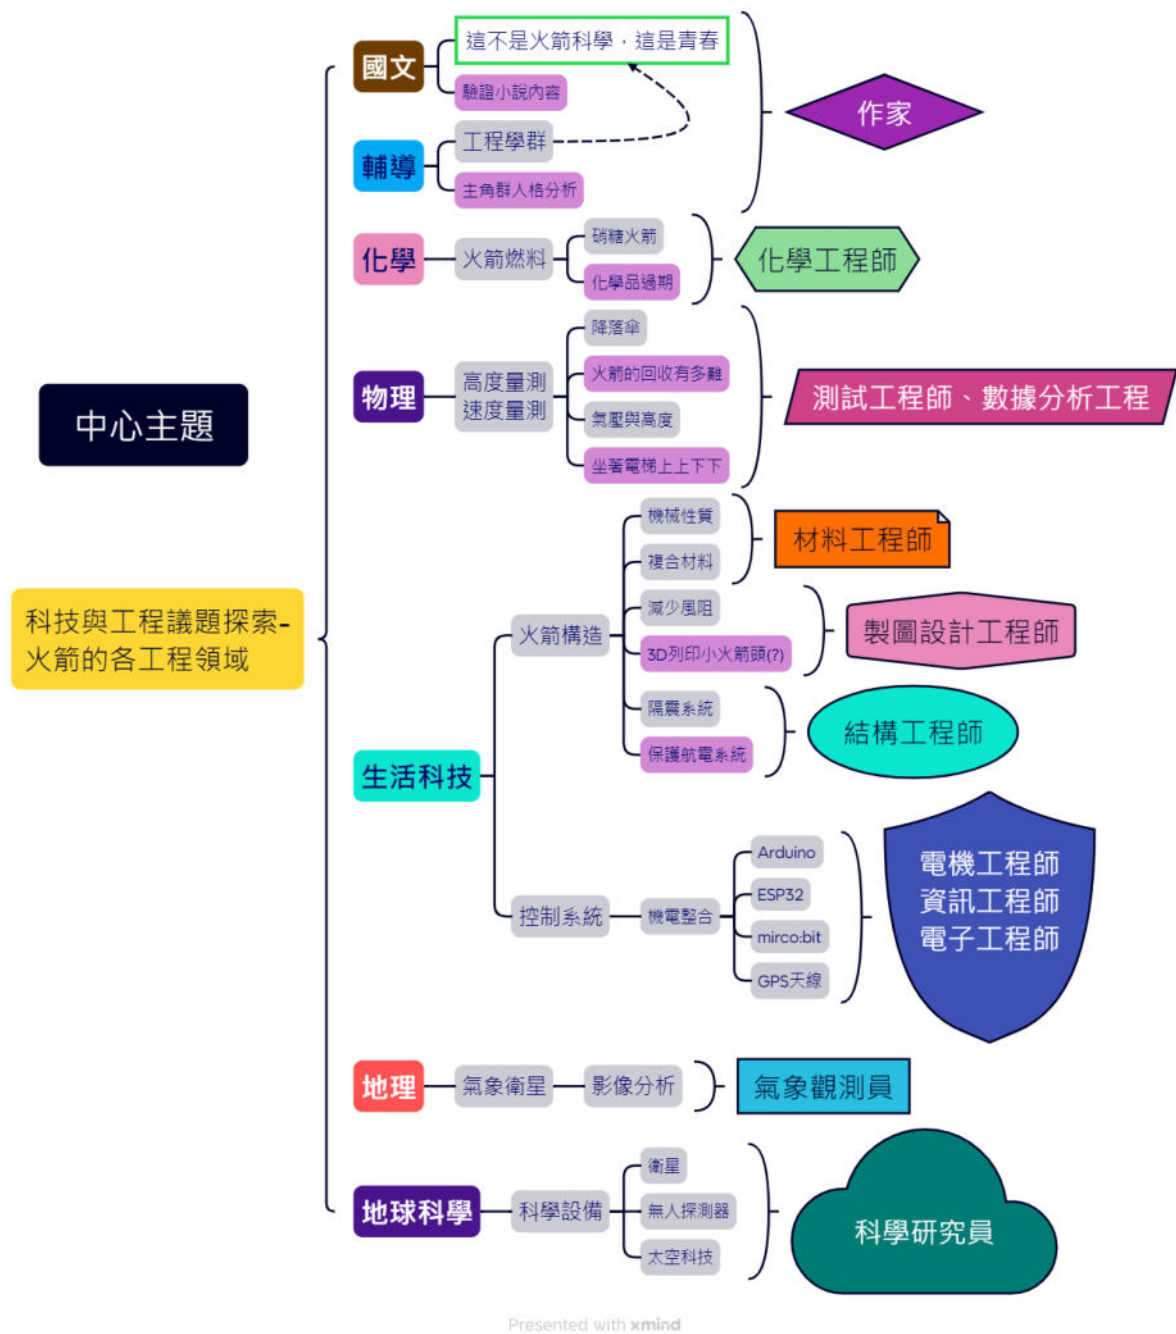 國文
這不是火箭科學，這是青春
驗證小說內容
作家
輔導
工程學群
主角群人格分析
化學
火箭燃料
硝糖火箭
化學品過期
化學工程師
物理
高度量測
速度量測
降落傘
火箭的回收有多難
氣壓與高度
坐著電梯上上下下
測試工程師、數據分析工程
中心主題
科技與工程議題探索-
火箭的各工程領域
生活科技
火箭構造
機械性質
複合材料
材料工程師
減少風阻
3D列印小火箭頭(?)
製圖設計工程師
隔震系統
保護航電系統
結構工程師
控制系統
機電整合
Arduino
ESP32
mirco:bit
GPS天線
電機工程師
資訊工程師
電子工程師
地理
氣象衛星
影像分析
氣象觀測員
地球科學
科學設備
衛星
無人探測器
太空科技
科學研究員
Presented with xmind